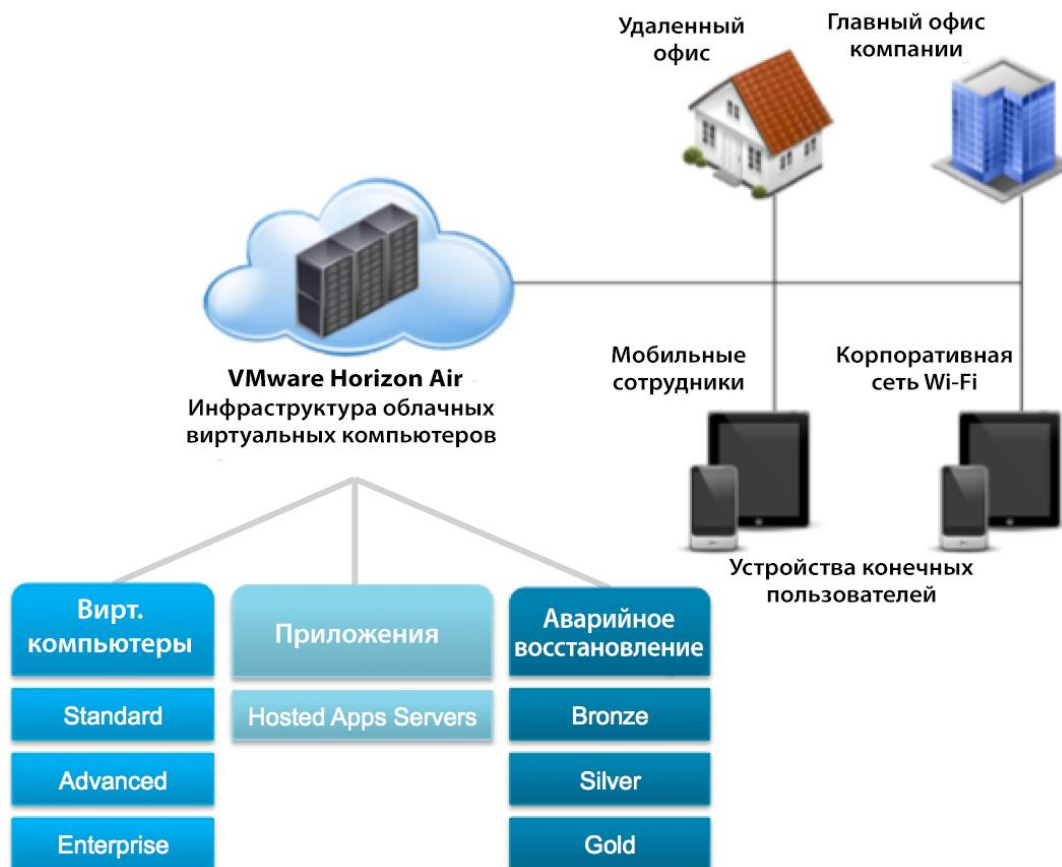 Удаленный
офис
Главный офис
компании
VMware Horizon Air
Инфраструктура облачных
виртуальных компьютеров
Мобильные
сотрудники
Корпоративная
сеть Wi-Fi
Устройства конечных
пользователей
Вирт.
компьютеры
Standard
Advanced
Enterprise
Приложения
Hosted Apps Servers
Аварийное
восстановление
Bronze
Silver
Gold